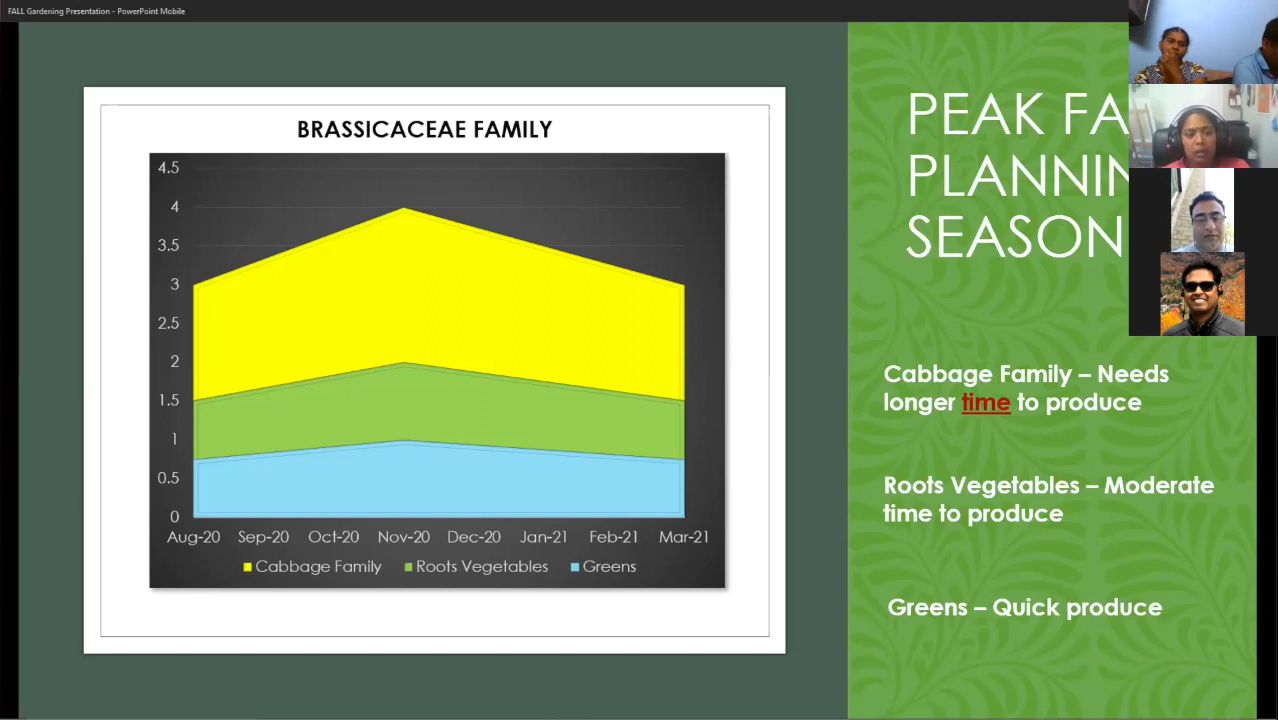 FALL Gardening Presentation - PowerPoint Mobile
BRASSICACEAE FAMILY
4.5
4
3.5
3
2.5
2
1.5
1
0.5
0
Aug-20 Sep-20 Oct-20 Nov-20 Dec-20 Jan-21 Feb-21 Mar-21
Cabbage Family Roots Vegetables Greens
PEAK FA
PLANNIN
SEASON
Cabbage Family – Needs
longer time to produce
Roots Vegetables – Moderate
time to produce
Greens – Quick produce